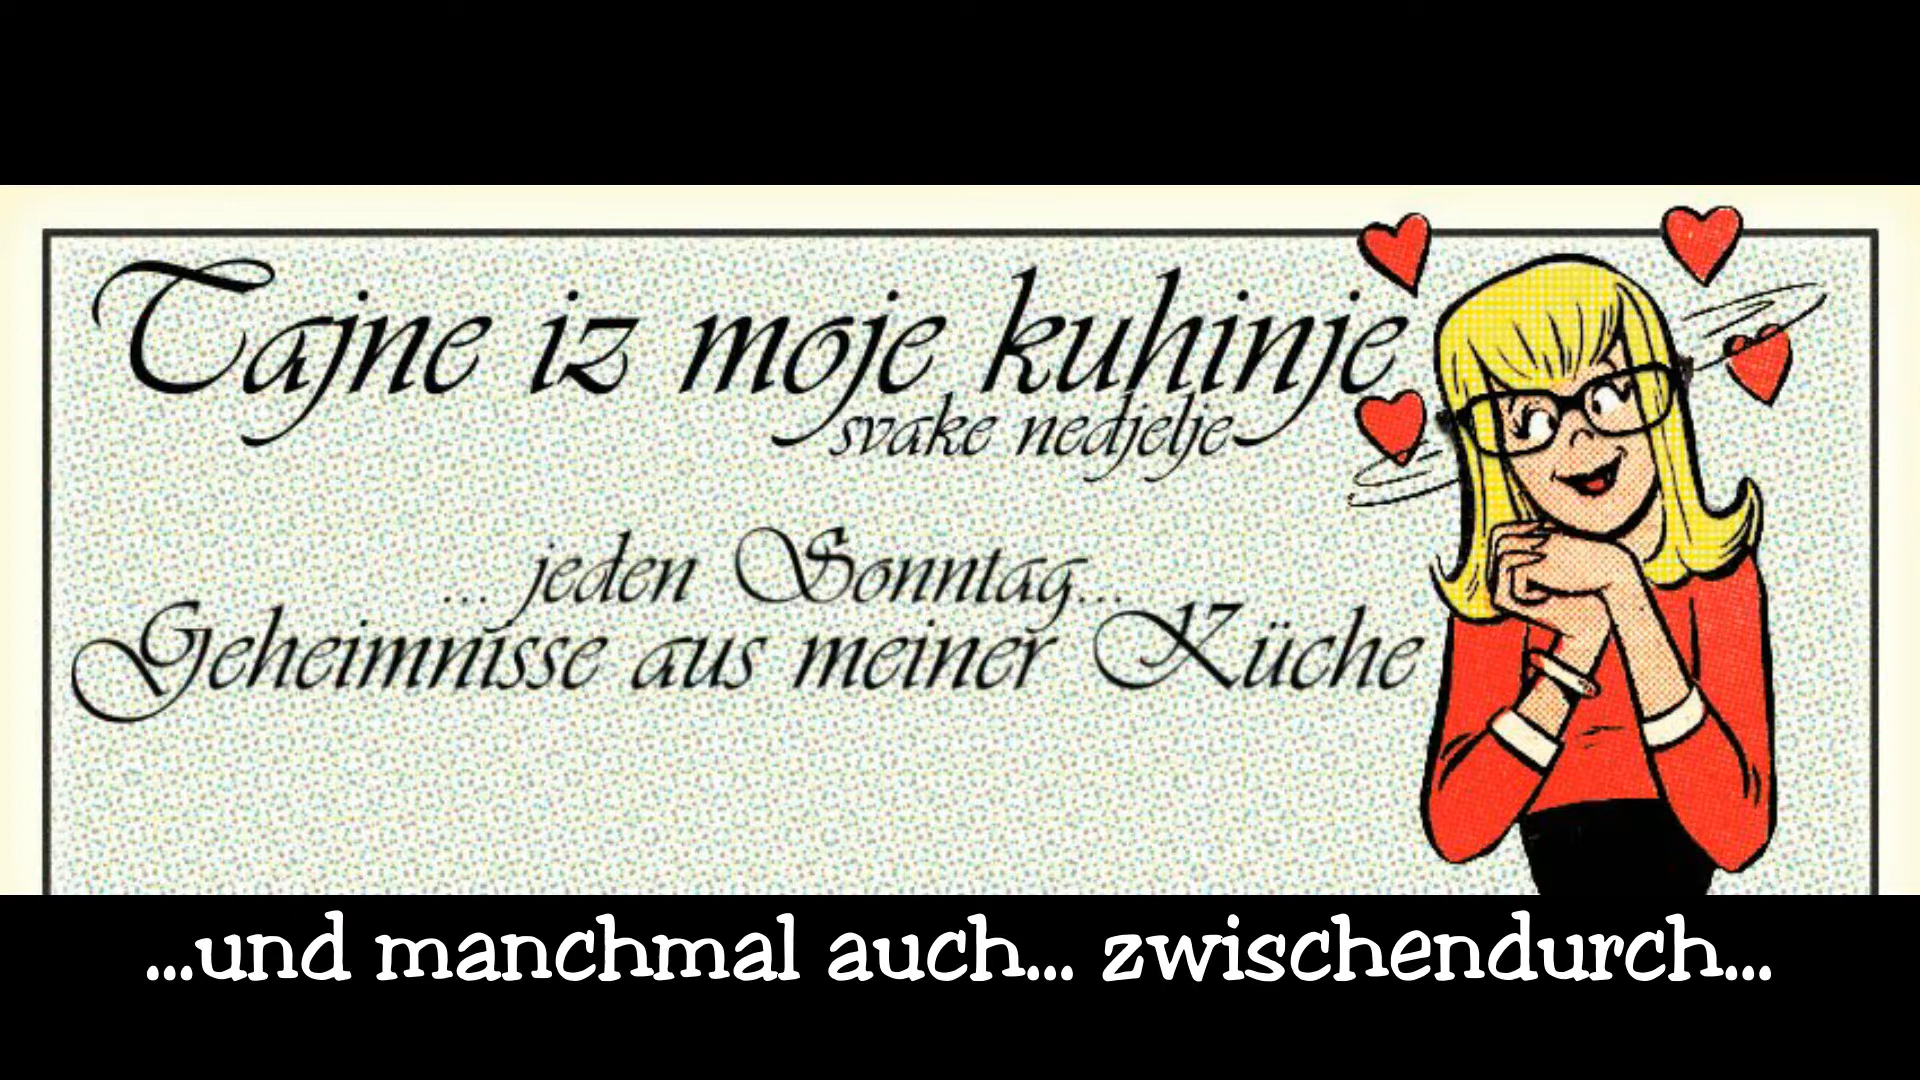 Tajne iz moje kuhinje
svake nedjelje
... jeden Sonntag...
Geheimnisse aus meiner Küche
...und manchmal auch... zwischendurch...